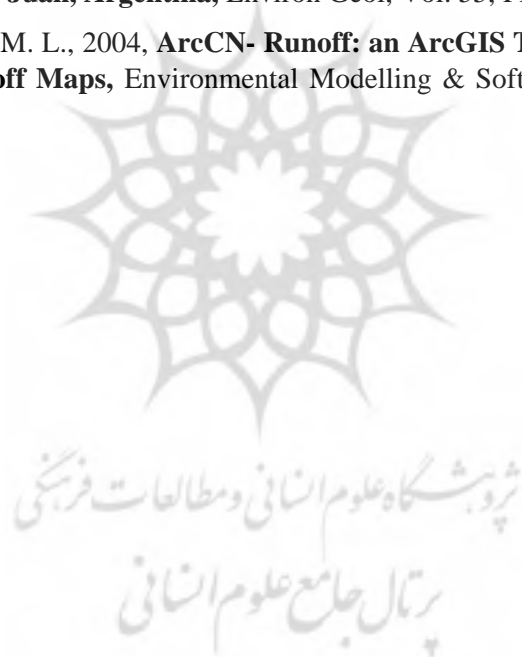 Juan, Argentina, Environ Geol, Vol. 53,
M. L., 2004, ArcCN- Runoff: an ArcGIS
off Maps, Environmental Modelling & Soft
پژوهشگاه علوم انسانی و مطالعات فرهنگی
پرتال جامع علوم انسانی